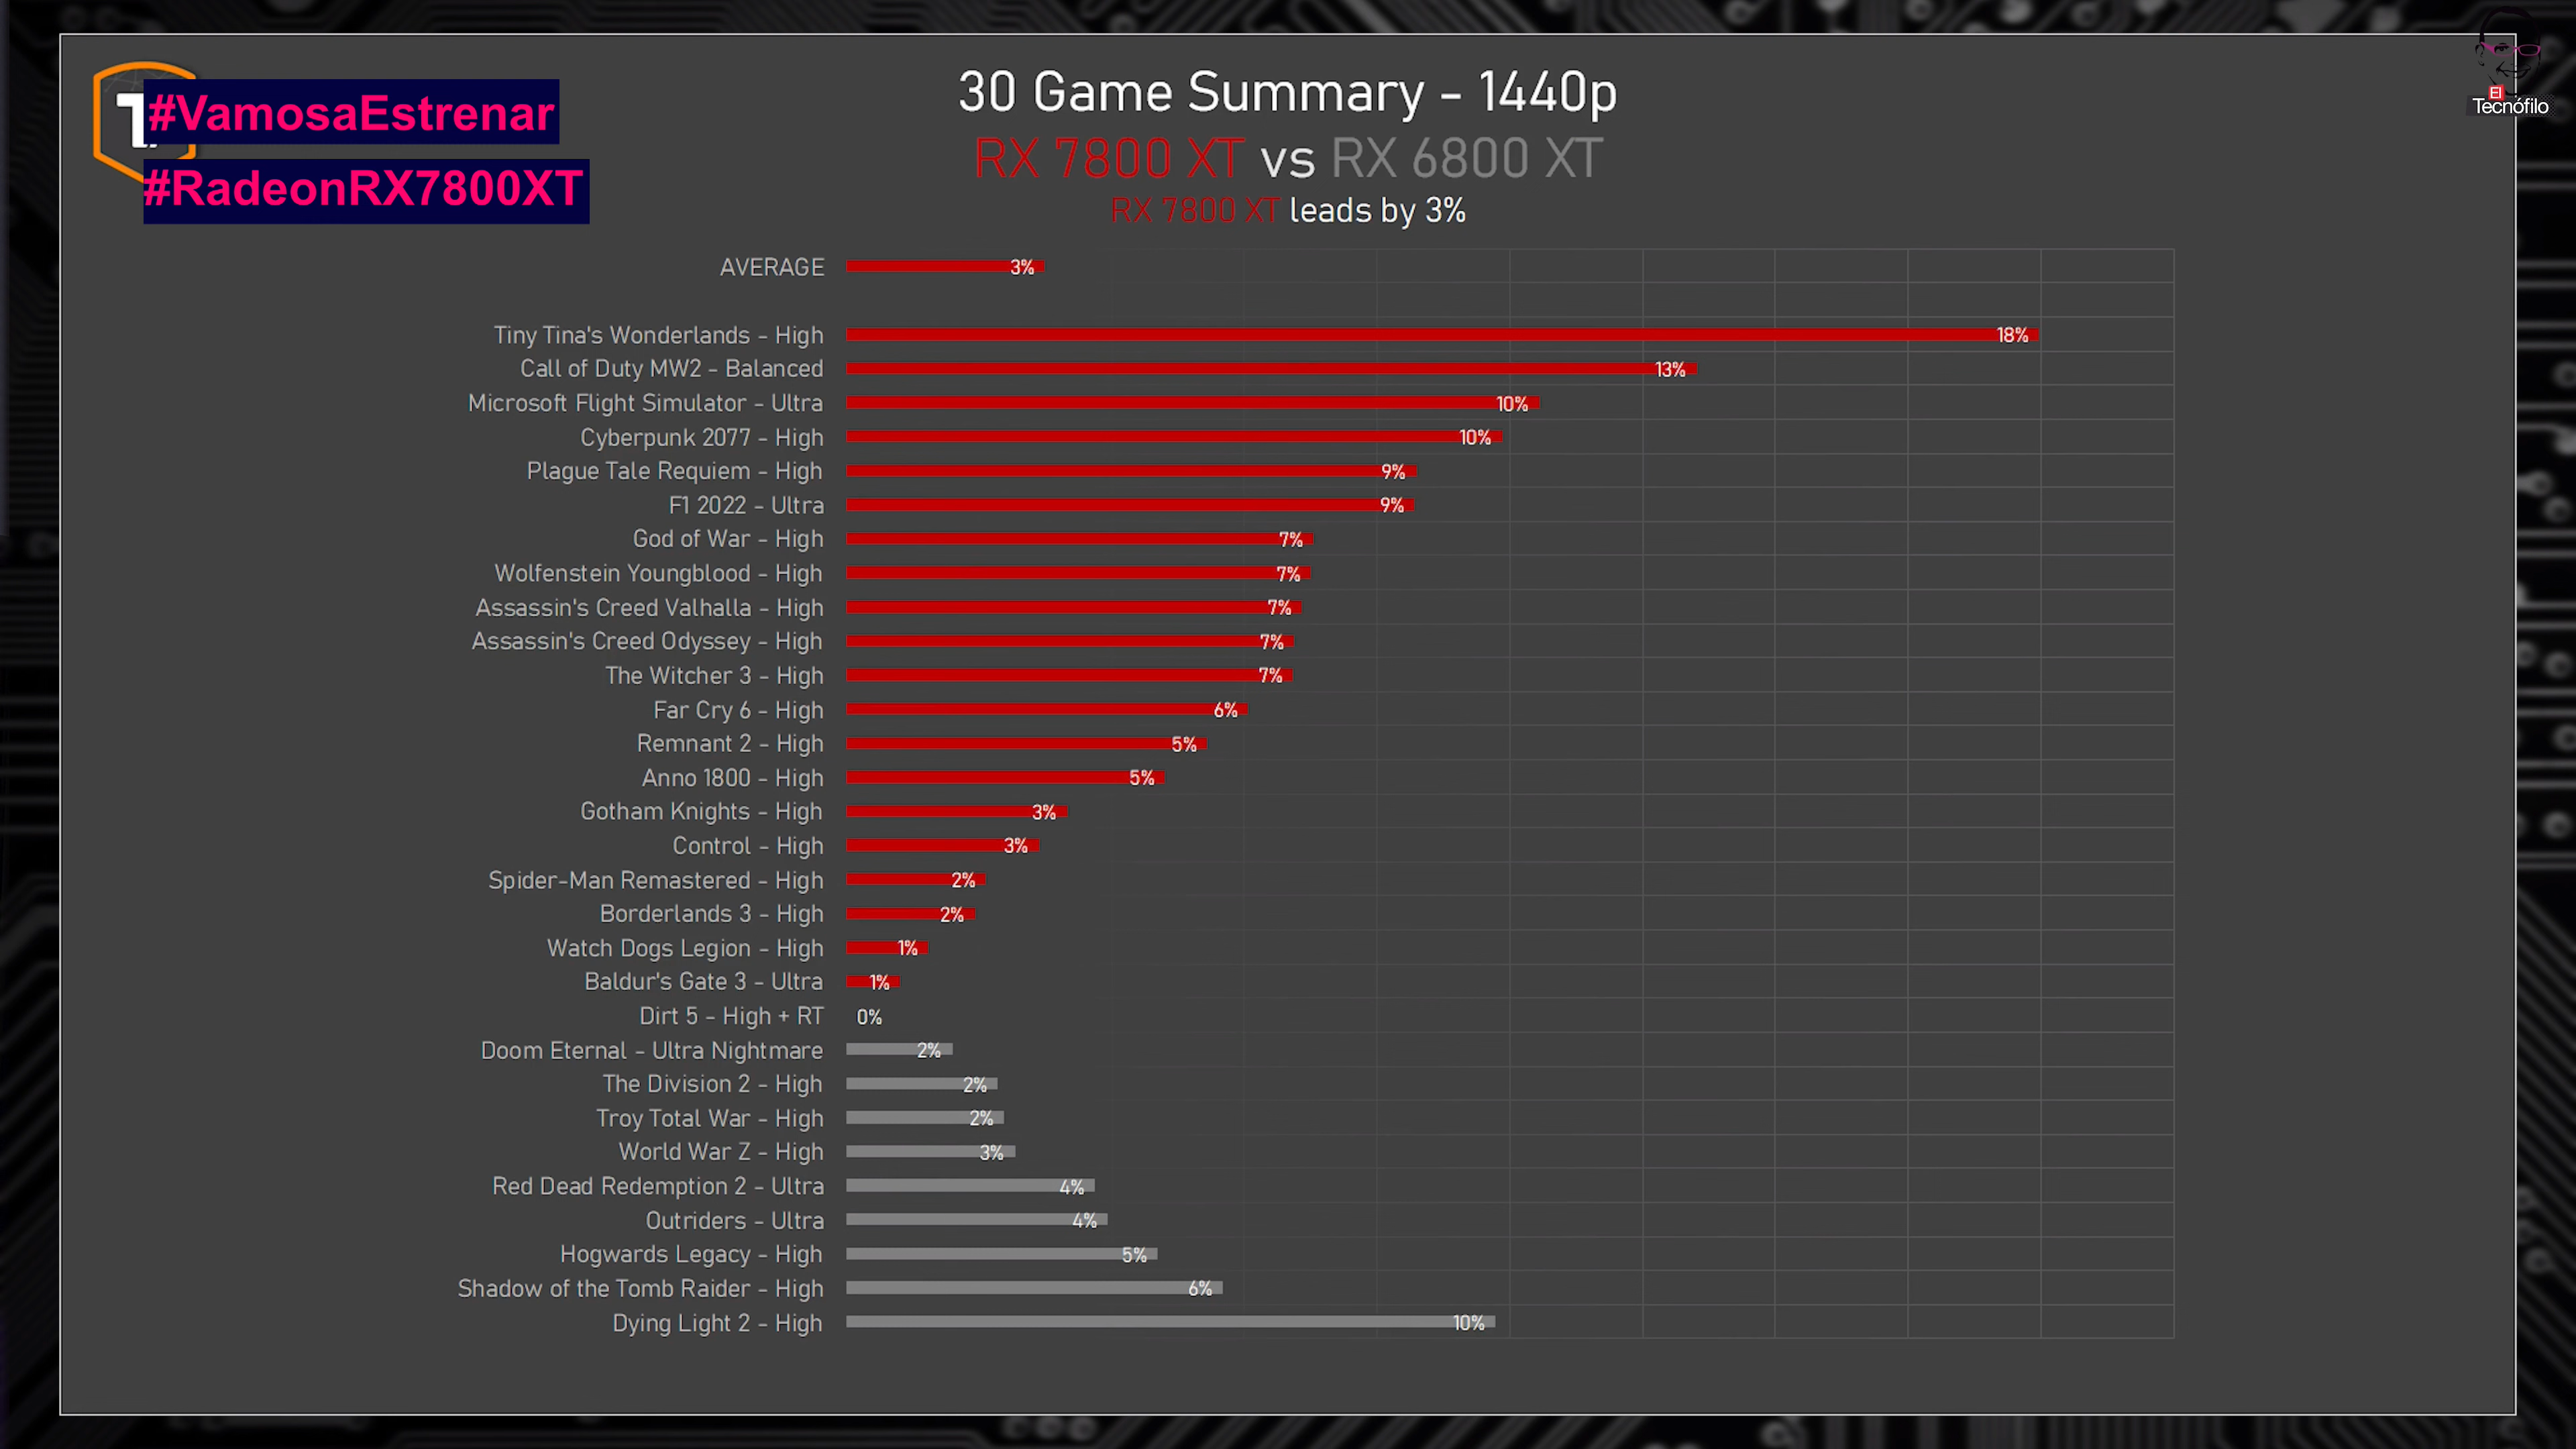 #VamosaEstrenar
#RadeonRX7800XT
El
Tecnófilo
30 Game Summary - 1440p
RX 7800 XT vs RX 6800 XT
RX 7800 XT leads by 3%
AVERAGE 3%
Tiny Tina's Wonderlands - High 18%
Call of Duty MW2 - Balanced 13%
Microsoft Flight Simulator - Ultra 10%
Cyberpunk 2077 - High 10%
Plague Tale Requiem - High 9%
F1 2022 - Ultra 9%
God of War - High 7%
Wolfenstein Youngblood - High 7%
Assassin's Creed Valhalla - High 7%
Assassin's Creed Odyssey - High 7%
The Witcher 3 - High 7%
Far Cry 6 - High 6%
Remnant 2 - High 5%
Anno 1800 - High 5%
Gotham Knights - High 3%
Control - High 3%
Spider-Man Remastered - High 2%
Borderlands 3 - High 2%
Watch Dogs Legion - High 1%
Baldur's Gate 3 - Ultra 1%
Dirt 5 - High + RT 0%
Doom Eternal - Ultra Nightmare 2%
The Division 2 - High 2%
Troy Total War - High 2%
World War Z - High 3%
Red Dead Redemption 2 - Ultra 4%
Outriders - Ultra 4%
Hogwards Legacy - High 5%
Shadow of the Tomb Raider - High 6%
Dying Light 2 - High 10%